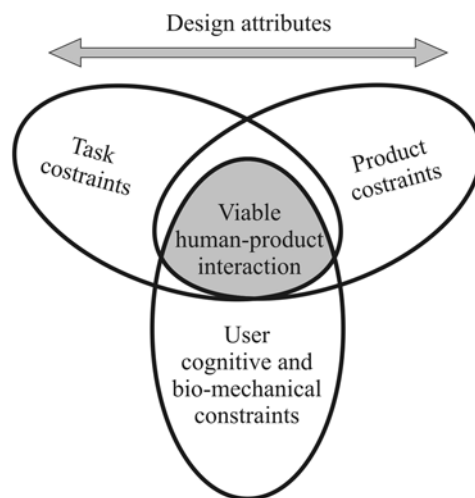 Design attributes
Task
costraints
Product
costraints
Viable
human-product
interaction
User
cognitive and
bio-mechanical
constraints